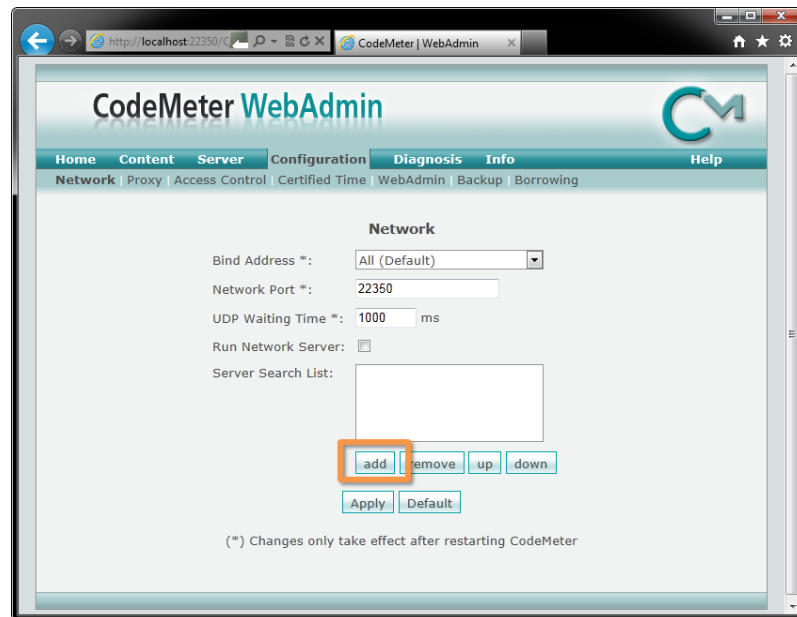 http://localhost:22350/C
CodeMeter | WebAdmin
CodeMeter WebAdmin
CM
Home Content Server Configuration Diagnosis Info Help
Network | Proxy | Access Control | Certified Time | WebAdmin | Backup | Borrowing
Network
Bind Address *: All (Default)
Network Port *: 22350
UDP Waiting Time *: 1000 ms
Run Network Server:
Server Search List:
add remove up down
Apply Default
(*) Changes only take effect after restarting CodeMeter